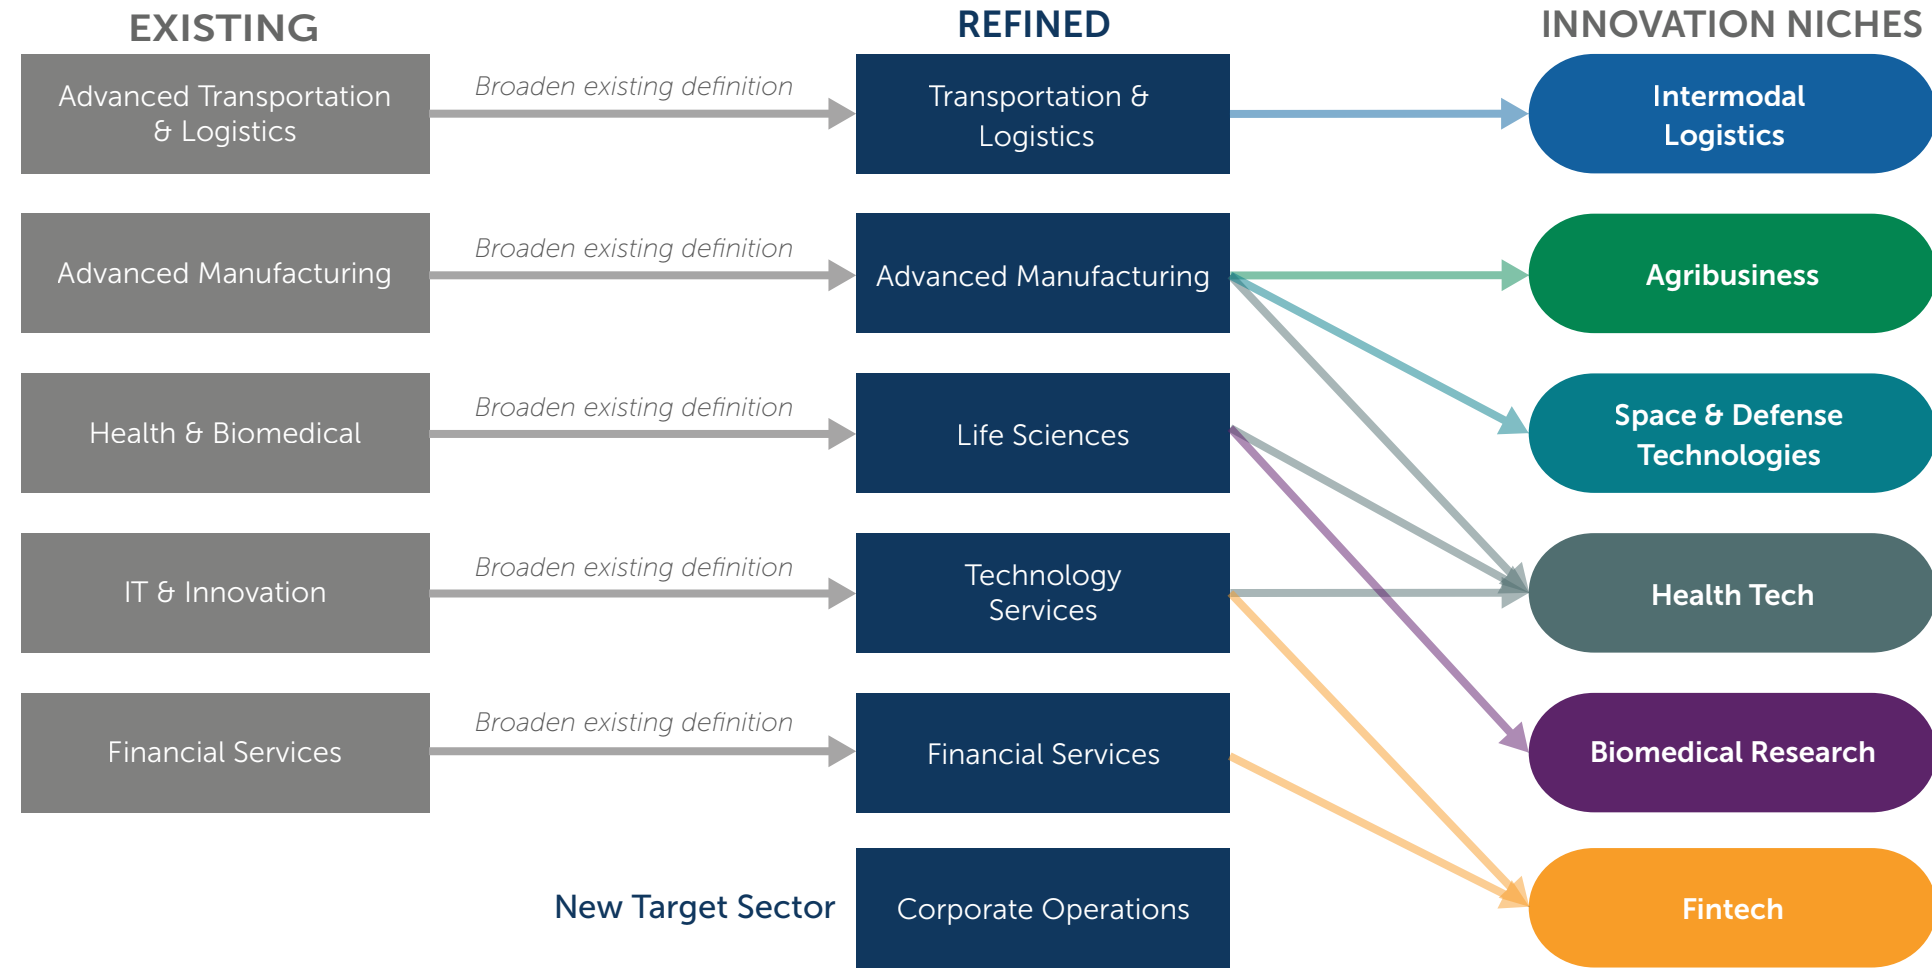 EXISTING
REFINED
INNOVATION NICHES
Advanced Transportation
& Logistics
Broaden existing definition
Transportation &
Logistics
Intermodal
Logistics
Advanced Manufacturing
Broaden existing definition
Advanced Manufacturing
Agribusiness
Health & Biomedical
Broaden existing definition
Life Sciences
Space & Defense
Technologies
IT & Innovation
Broaden existing definition
Technology
Services
Health Tech
Financial Services
Broaden existing definition
Financial Services
Biomedical Research
New Target Sector
Corporate Operations
Fintech